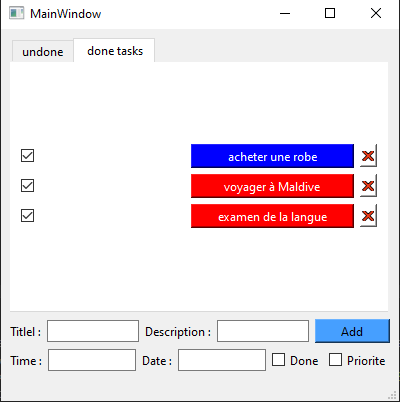 MainWindow
undone done tasks
acheter une robe
voyager à Maldive
examen de la langue
Titlel : Description : Add
Time : Date : Done Priorite